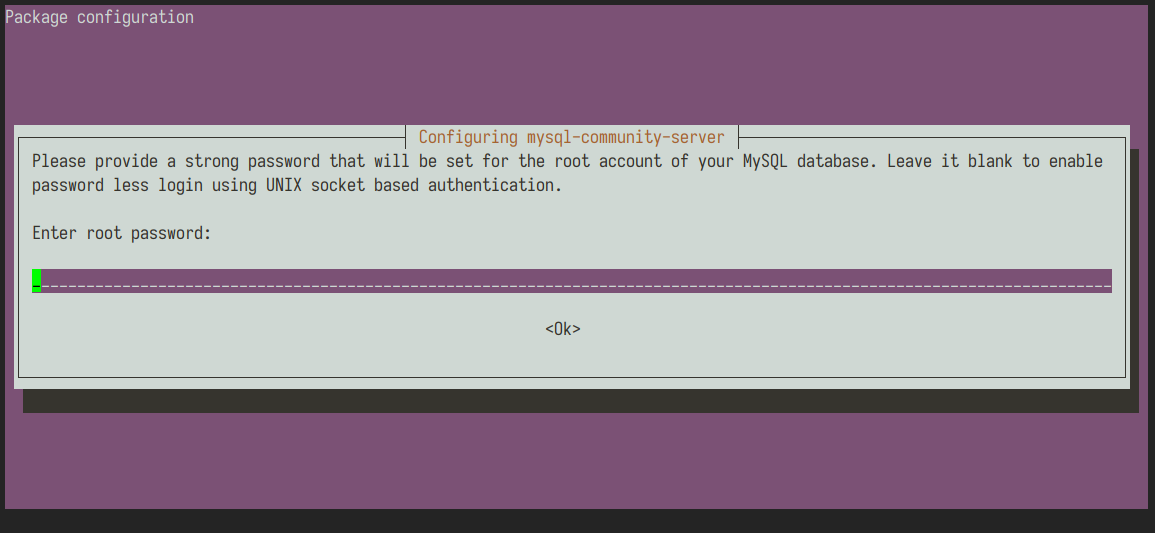 Package configuration
Configuring mysql-community-server
Please provide a strong password that will be set for the root account of your MySQL database. Leave it blank to enable
password less login using UNIX socket based authentication.
Enter root password:
<Ok>